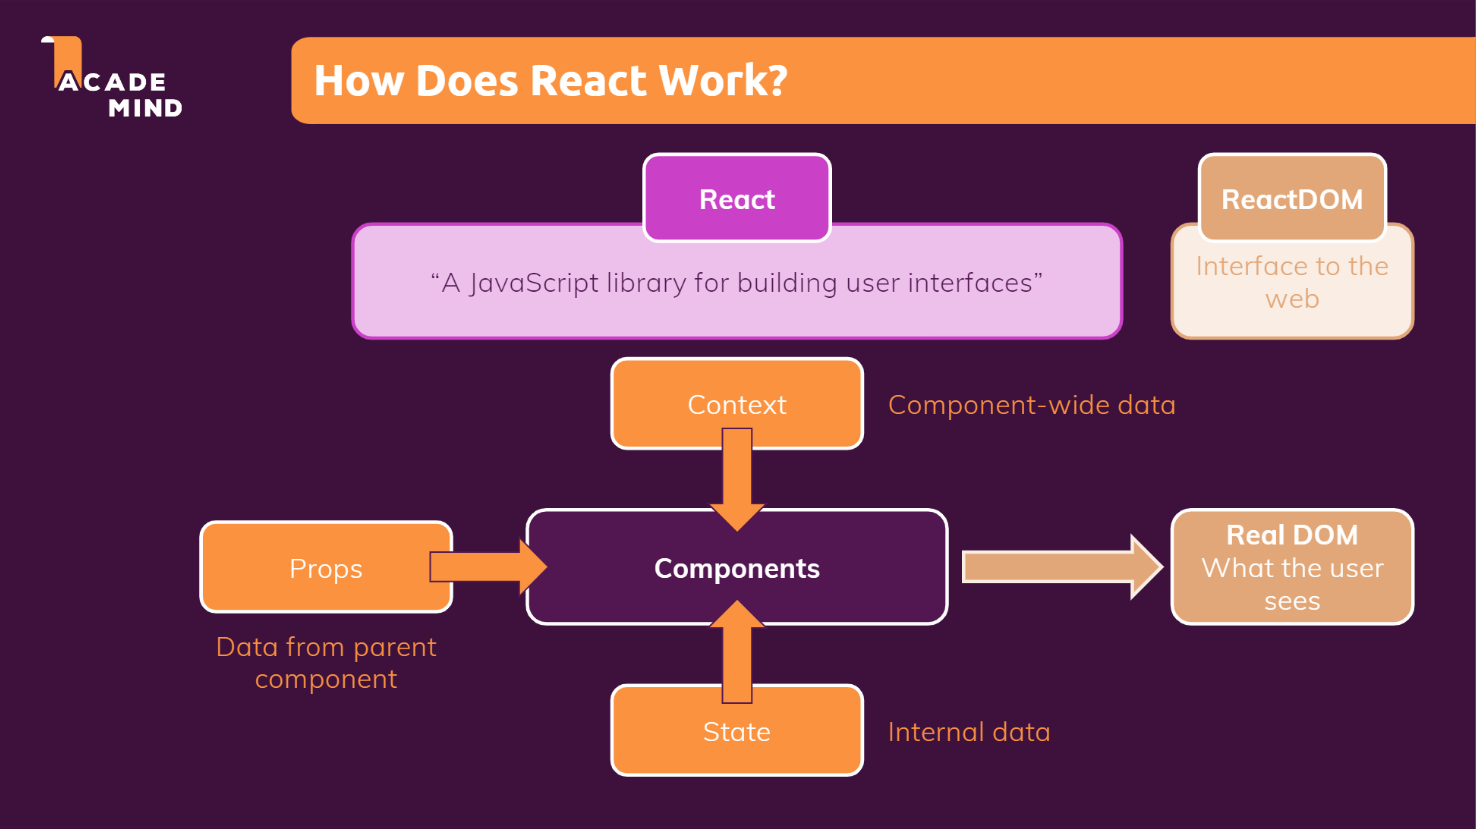 ACADE
MIND
How Does React Work?
React
ReactDOM
“A JavaScript library for building user interfaces”
Interface to the
web
Context
Component-wide data
Props
Components
Real DOM
What the user
sees
Data from parent
component
State
Internal data